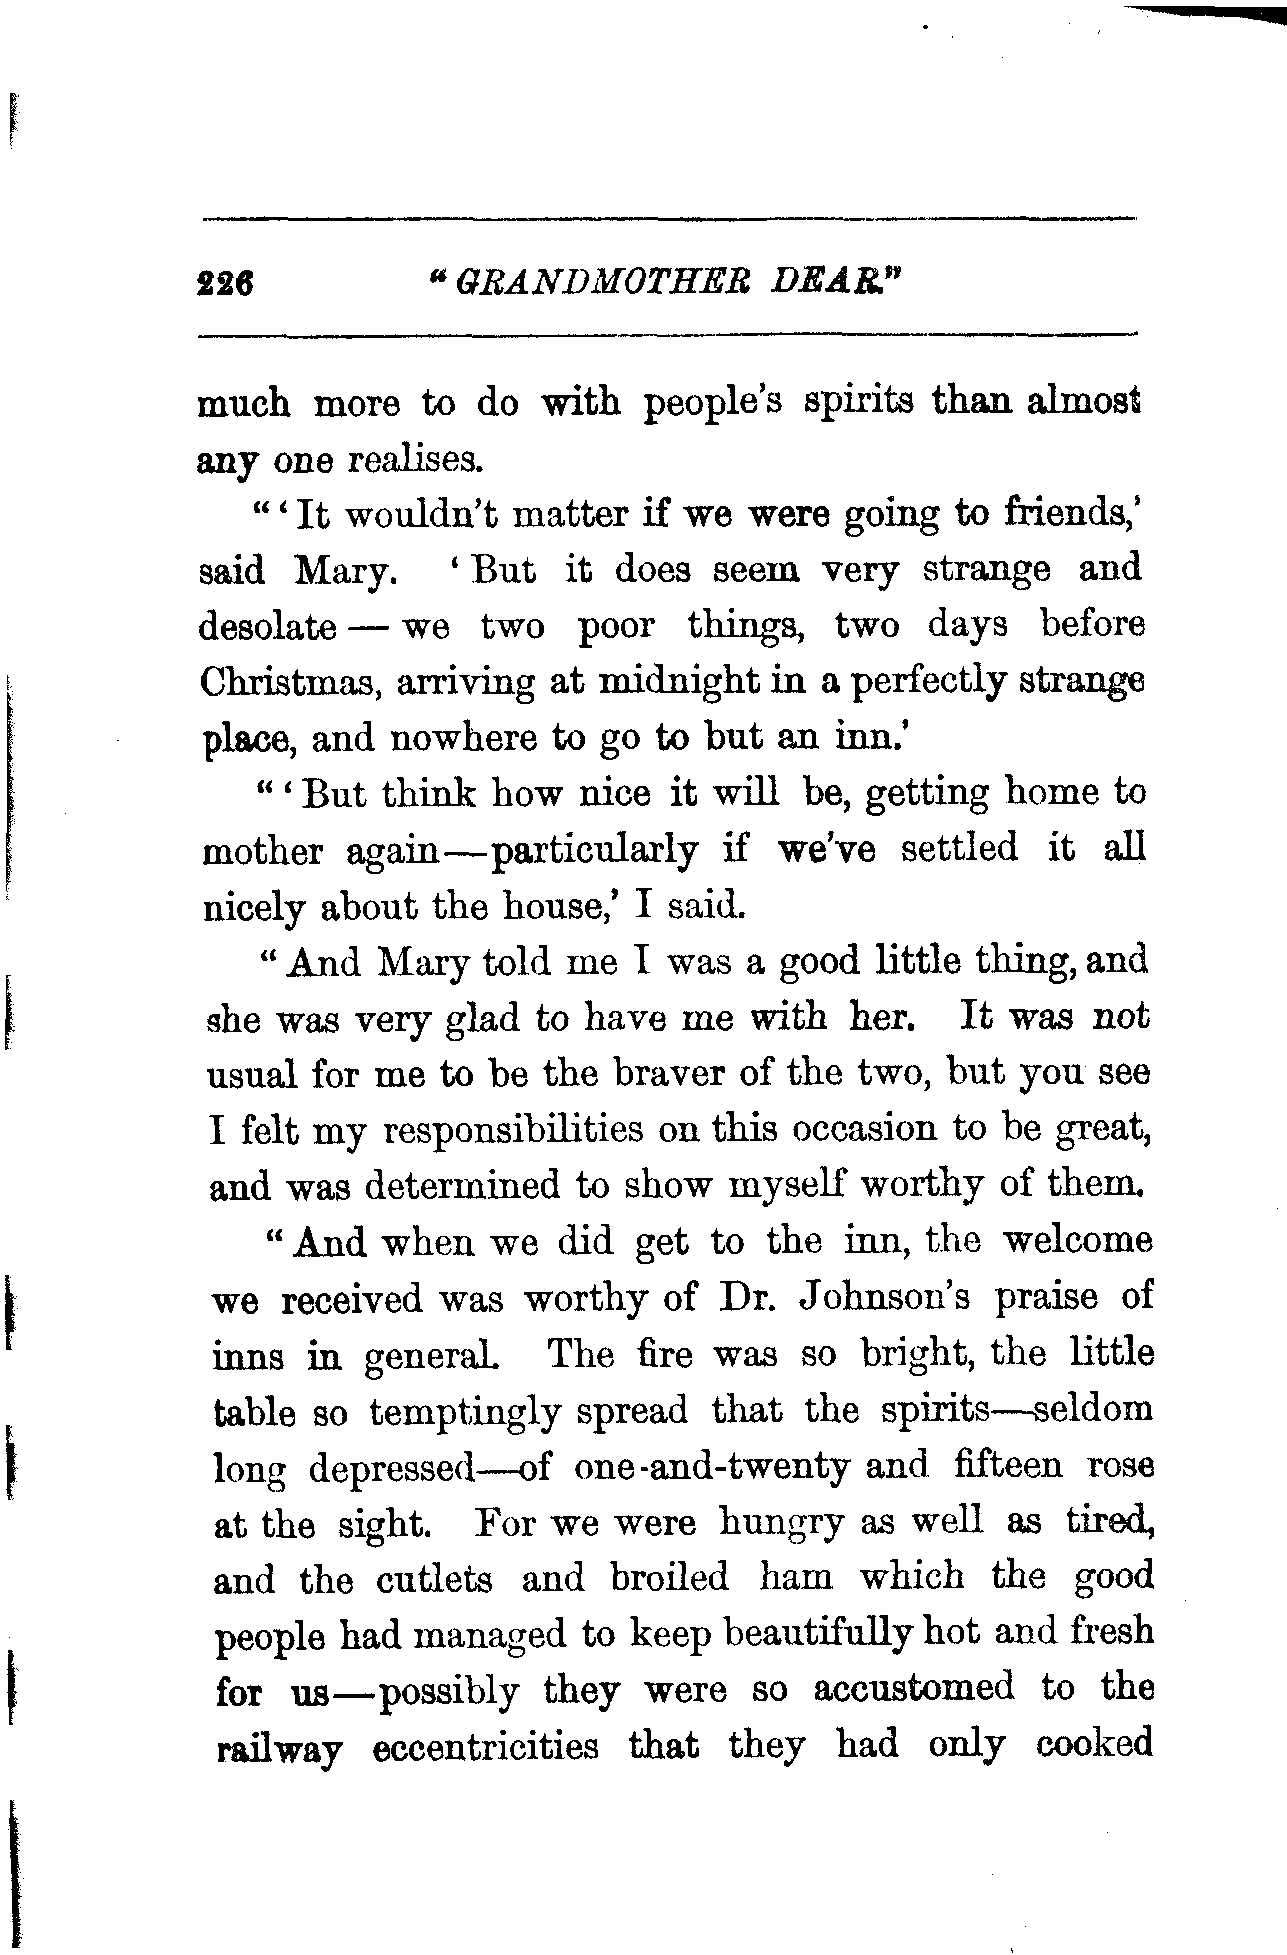 226 “GRANDMOTHER DEAR.”
much more to do with people's spirits than almost
any one realises.
“‘It wouldn't matter if we were going to friends,’
said Mary. ‘But it does seem very strange and
desolate — we two poor things, two days before
Christmas, arriving at midnight in a perfectly strange
place, and nowhere to go to but an inn.’
“‘But think how nice it will be, getting home to
mother again—particularly if we've settled it all
nicely about the house,’ I said.
“And Mary told me I was a good little thing, and
she was very glad to have me with her. It was not
usual for me to be the braver of the two, but you see
I felt my responsibilities on this occasion to be great,
and was determined to show myself worthy of them.
“And when we did get to the inn, the welcome
we received was worthy of Dr. Johnson's praise of
inns in general. The fire was so bright, the little
table so temptingly spread that the spirits—seldom
long depressed—of one-and-twenty and fifteen rose
at the sight. For we were hungry as well as tired,
and the cutlets and broiled ham which the good
people had managed to keep beautifully hot and fresh
for us—possibly they were so accustomed to the
railway eccentricities that they had only cooked